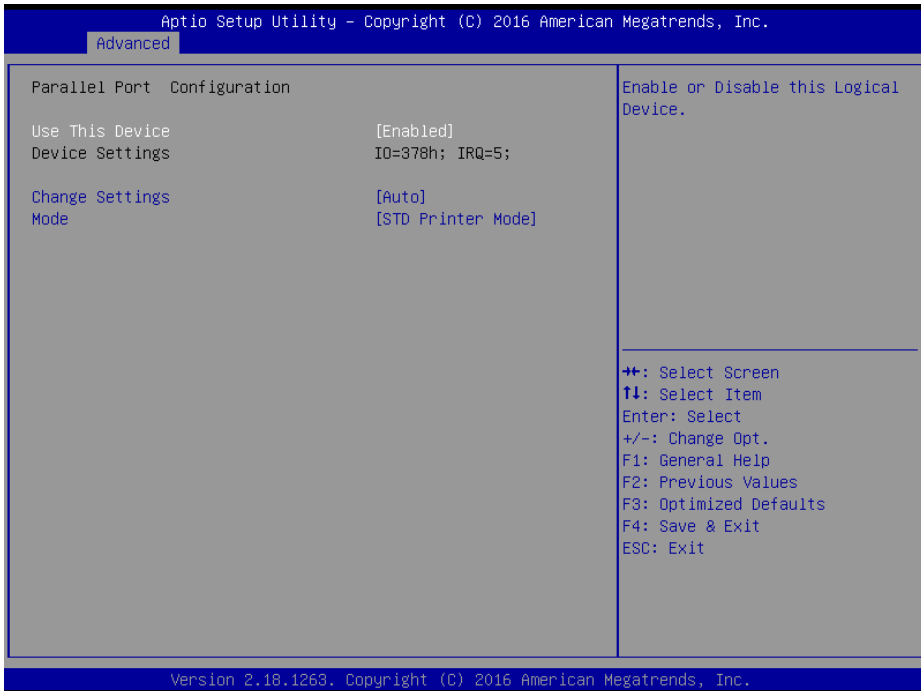 Aptio Setup Utility – Copyright (C) 2016 American Megatrends, Inc.
Advanced
Parallel Port  Configuration
Use This Device [Enabled]
Device Settings IO=378h; IRQ=5;
Change Settings [Auto]
Mode [STD Printer Mode]
Enable or Disable this Logical
Device.
→←: Select Screen
↑↓: Select Item
Enter: Select
+/-: Change Opt.
F1: General Help
F2: Previous Values
F3: Optimized Defaults
F4: Save & Exit
ESC: Exit
Version 2.18.1263. Copyright (C) 2016 American Megatrends, Inc.